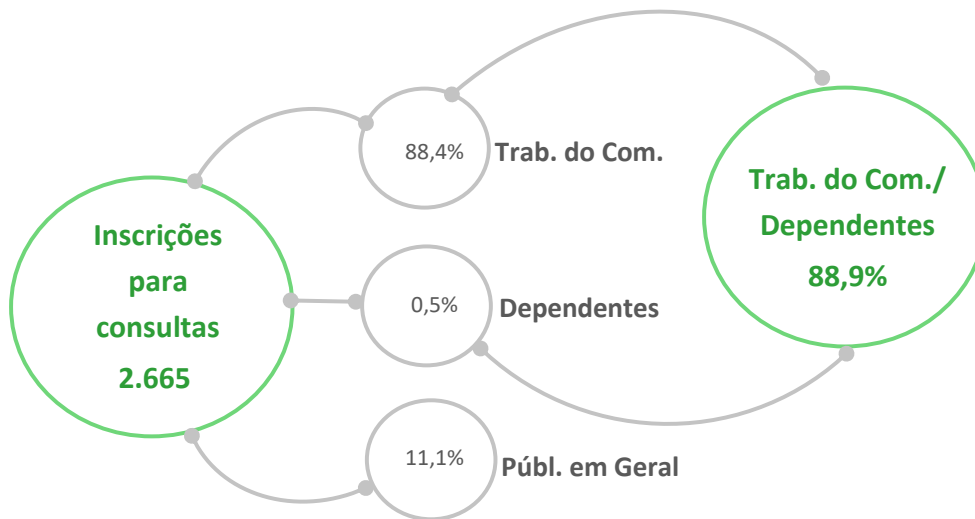 Inscrições
para
consultas
2.665
88,4%
Trab. do Com.
0,5%
Dependentes
11,1%
Públ. em Geral
Trab. do Com./
Dependentes
88,9%